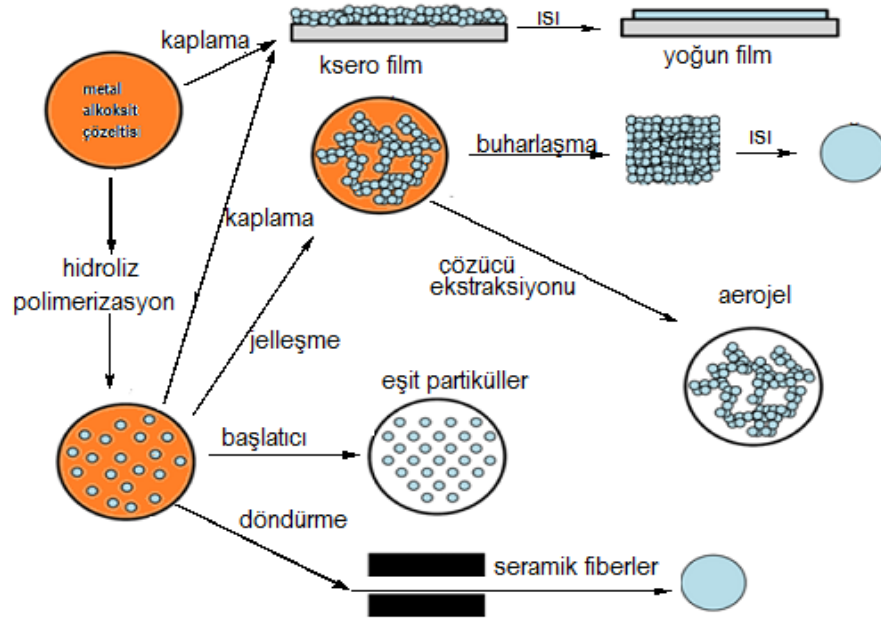 kaplama
ısı
ksero film
yoğun film
metal
alkoksit
çözeltisi
buharlaşma
ısı
kaplama
hidroliz
polimerizasyon
çözücü
ekstraksiyonu
aerojel
jelleşme
eşit partiküller
başlatıcı
döndürme
seramik fiberler